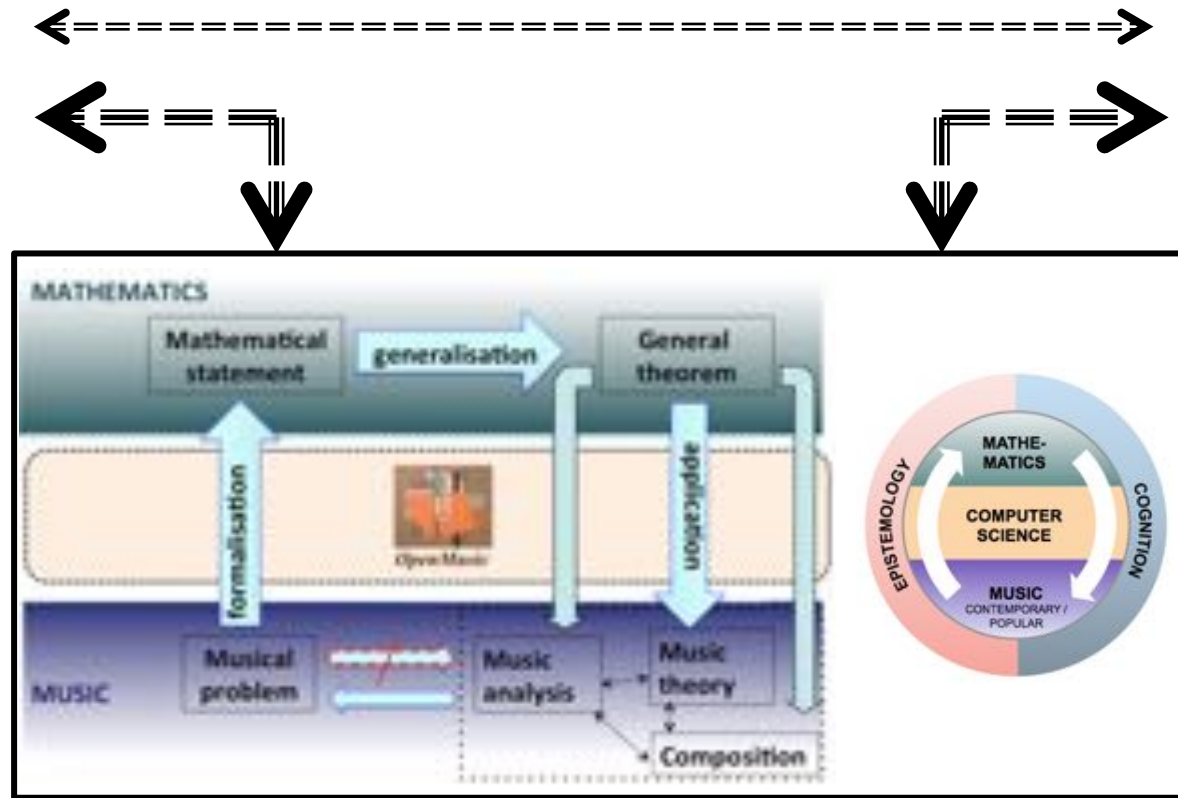 MATHEMATICS
Mathematical
statement
generalisation
General
theorem
formalisation
OpenMusic
application
MUSIC
Musical
problem
Music
analysis
Music
theory
Composition
EPISTEMOLOGY
COGNITION
MATHE-
MATICS
COMPUTER
SCIENCE
MUSIC
CONTEMPORARY /
POPULAR